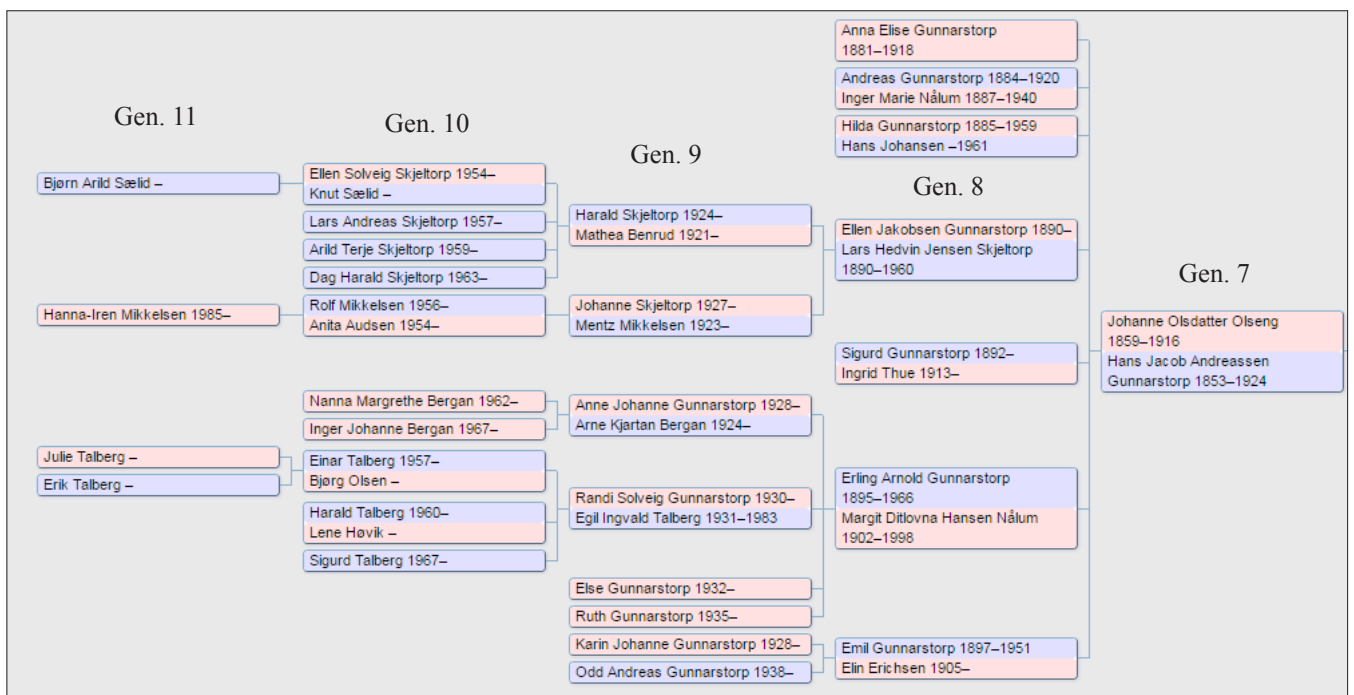 Gen. 11
Bjørn Arild Sælid –
Hanna-Iren Mikkelsen 1985–
Julie Talberg –
Erik Talberg –
Gen. 10
Ellen Solveig Skjeltorp 1954–
Knut Sælid –
Lars Andreas Skjeltorp 1957–
Arild Terje Skjeltorp 1959–
Dag Harald Skjeltorp 1963–
Rolf Mikkelsen 1956–
Anita Audsen 1954–
Nanna Margrethe Bergan 1962–
Inger Johanne Bergan 1967–
Einar Talberg 1957–
Bjørg Olsen –
Harald Talberg 1960–
Lene Høvik –
Sigurd Talberg 1967–
Gen. 9
Harald Skjeltorp 1924–
Mathea Benrud 1921–
Johanne Skjeltorp 1927–
Mentz Mikkelsen 1923–
Anne Johanne Gunnarstorp 1928–
Arne Kjartan Bergan 1924–
Randi Solveig Gunnarstorp 1930–
Egil Ingvald Talberg 1931–1983
Else Gunnarstorp 1932–
Ruth Gunnarstorp 1935–
Karin Johanne Gunnarstorp 1928–
Odd Andreas Gunnarstorp 1938–
Anna Elise Gunnarstorp
1881–1918
Andreas Gunnarstorp 1884–1920
Inger Marie Nålum 1887–1940
Hilda Gunnarstorp 1885–1959
Hans Johansen –1961
Gen. 8
Ellen Jakobsen Gunnarstorp 1890–
Lars Hedvin Jensen Skjeltorp
1890–1960
Sigurd Gunnarstorp 1892–
Ingrid Thue 1913–
Erling Arnold Gunnarstorp
1895–1966
Margit Ditlovna Hansen Nålum
1902–1998
Emil Gunnarstorp 1897–1951
Elin Erichsen 1905–
Gen. 7
Johanne Olsdatter Olseng
1859–1916
Hans Jacob Andreassen
Gunnarstorp 1853–1924